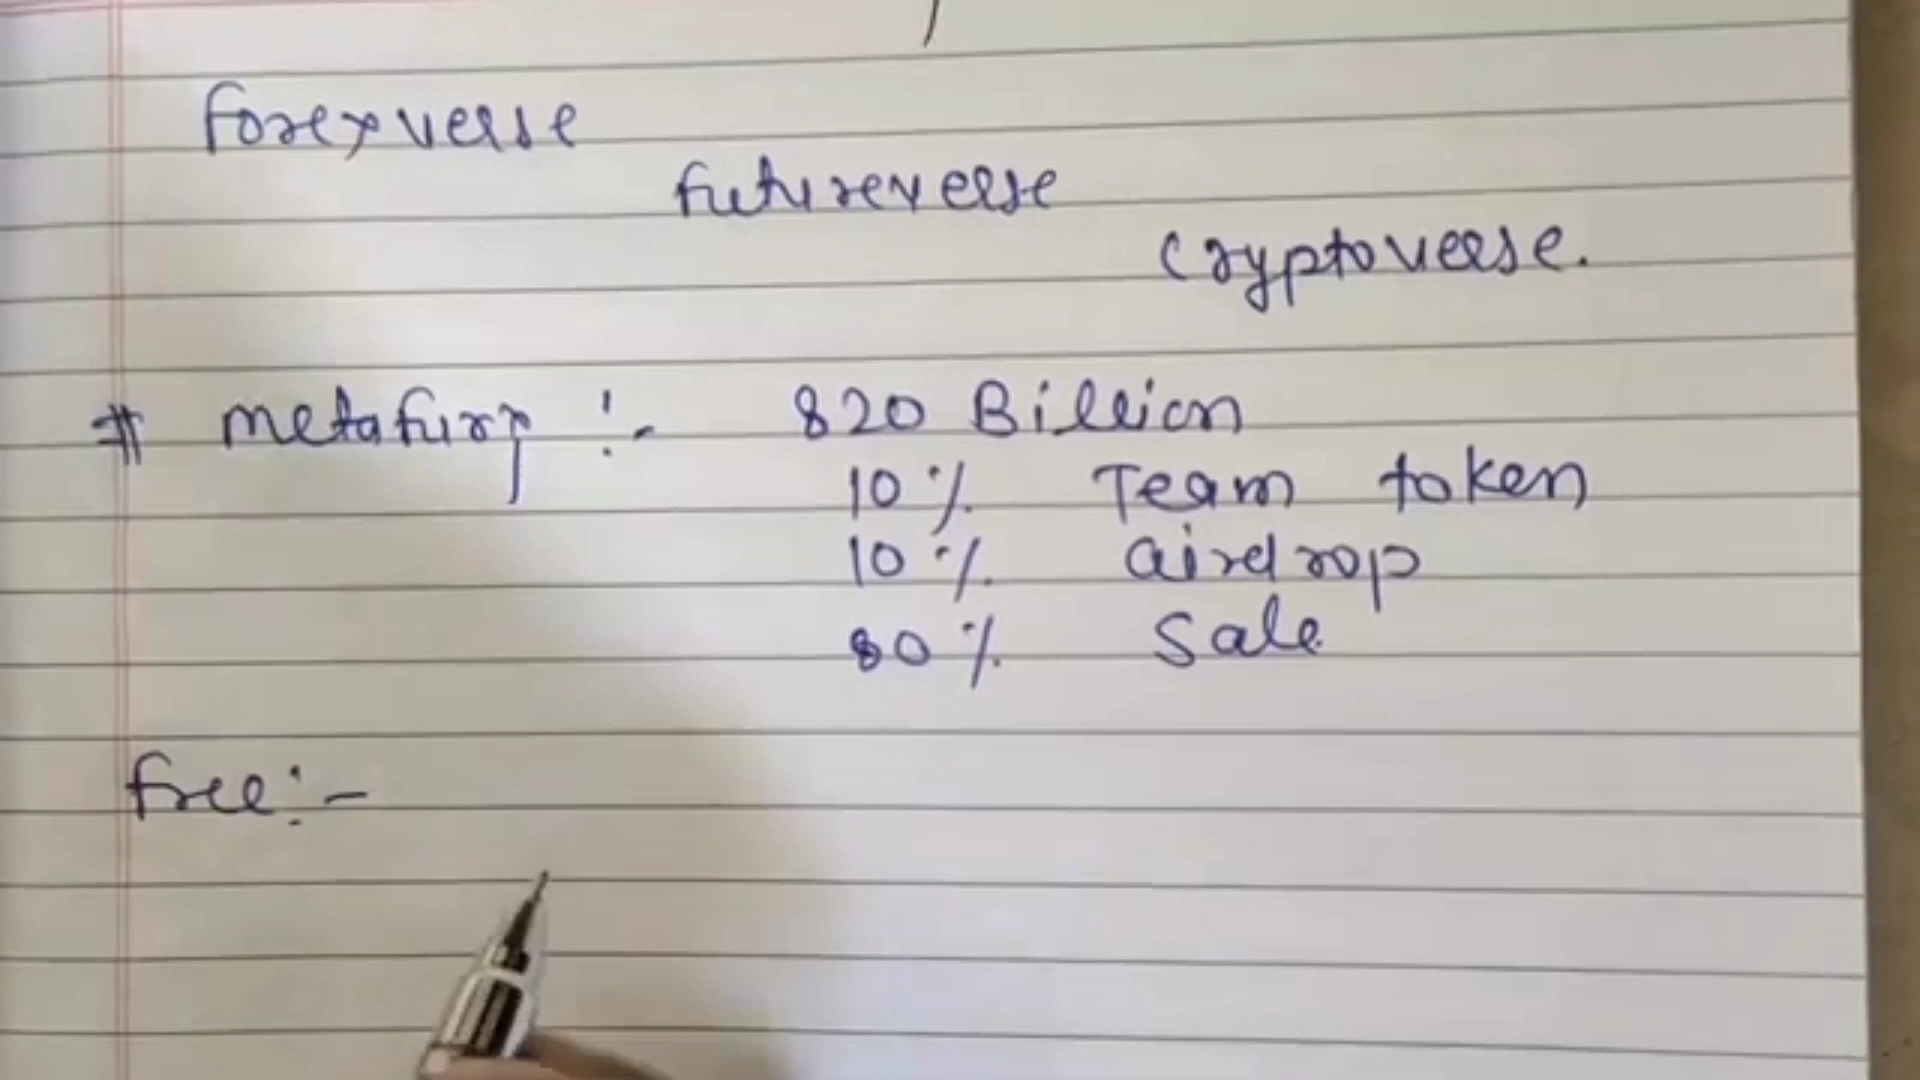 forexverse
futureverse
cryptoverse.
# metafury :- 820 Billion
10 % Team token
10 % airdrop
80 % Sale
free :-